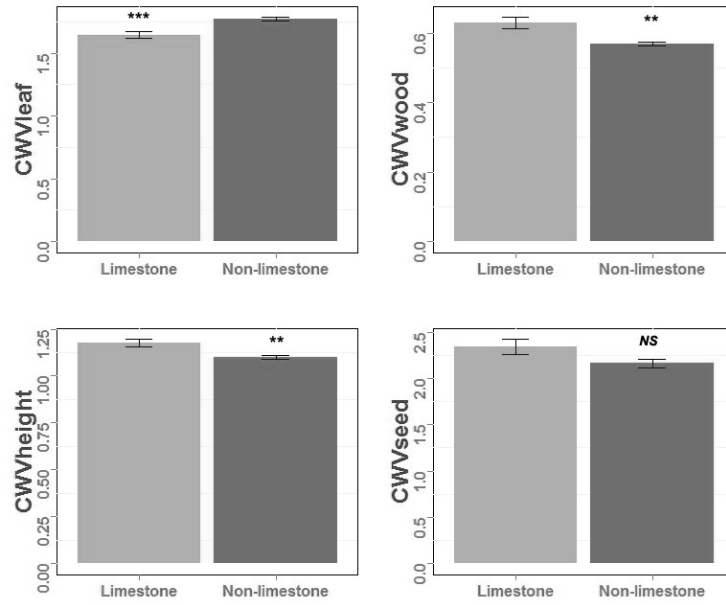 CWVleaf
0.0 0.5 1.0 1.5
***
Limestone Non-limestone
CWVwood
0.0 0.2 0.4 0.6
**
Limestone Non-limestone
CWVheight
0.00 0.25 0.50 0.75 1.00 1.25
**
Limestone Non-limestone
CWVseed
0.0 0.5 1.0 1.5 2.0 2.5
NS
Limestone Non-limestone